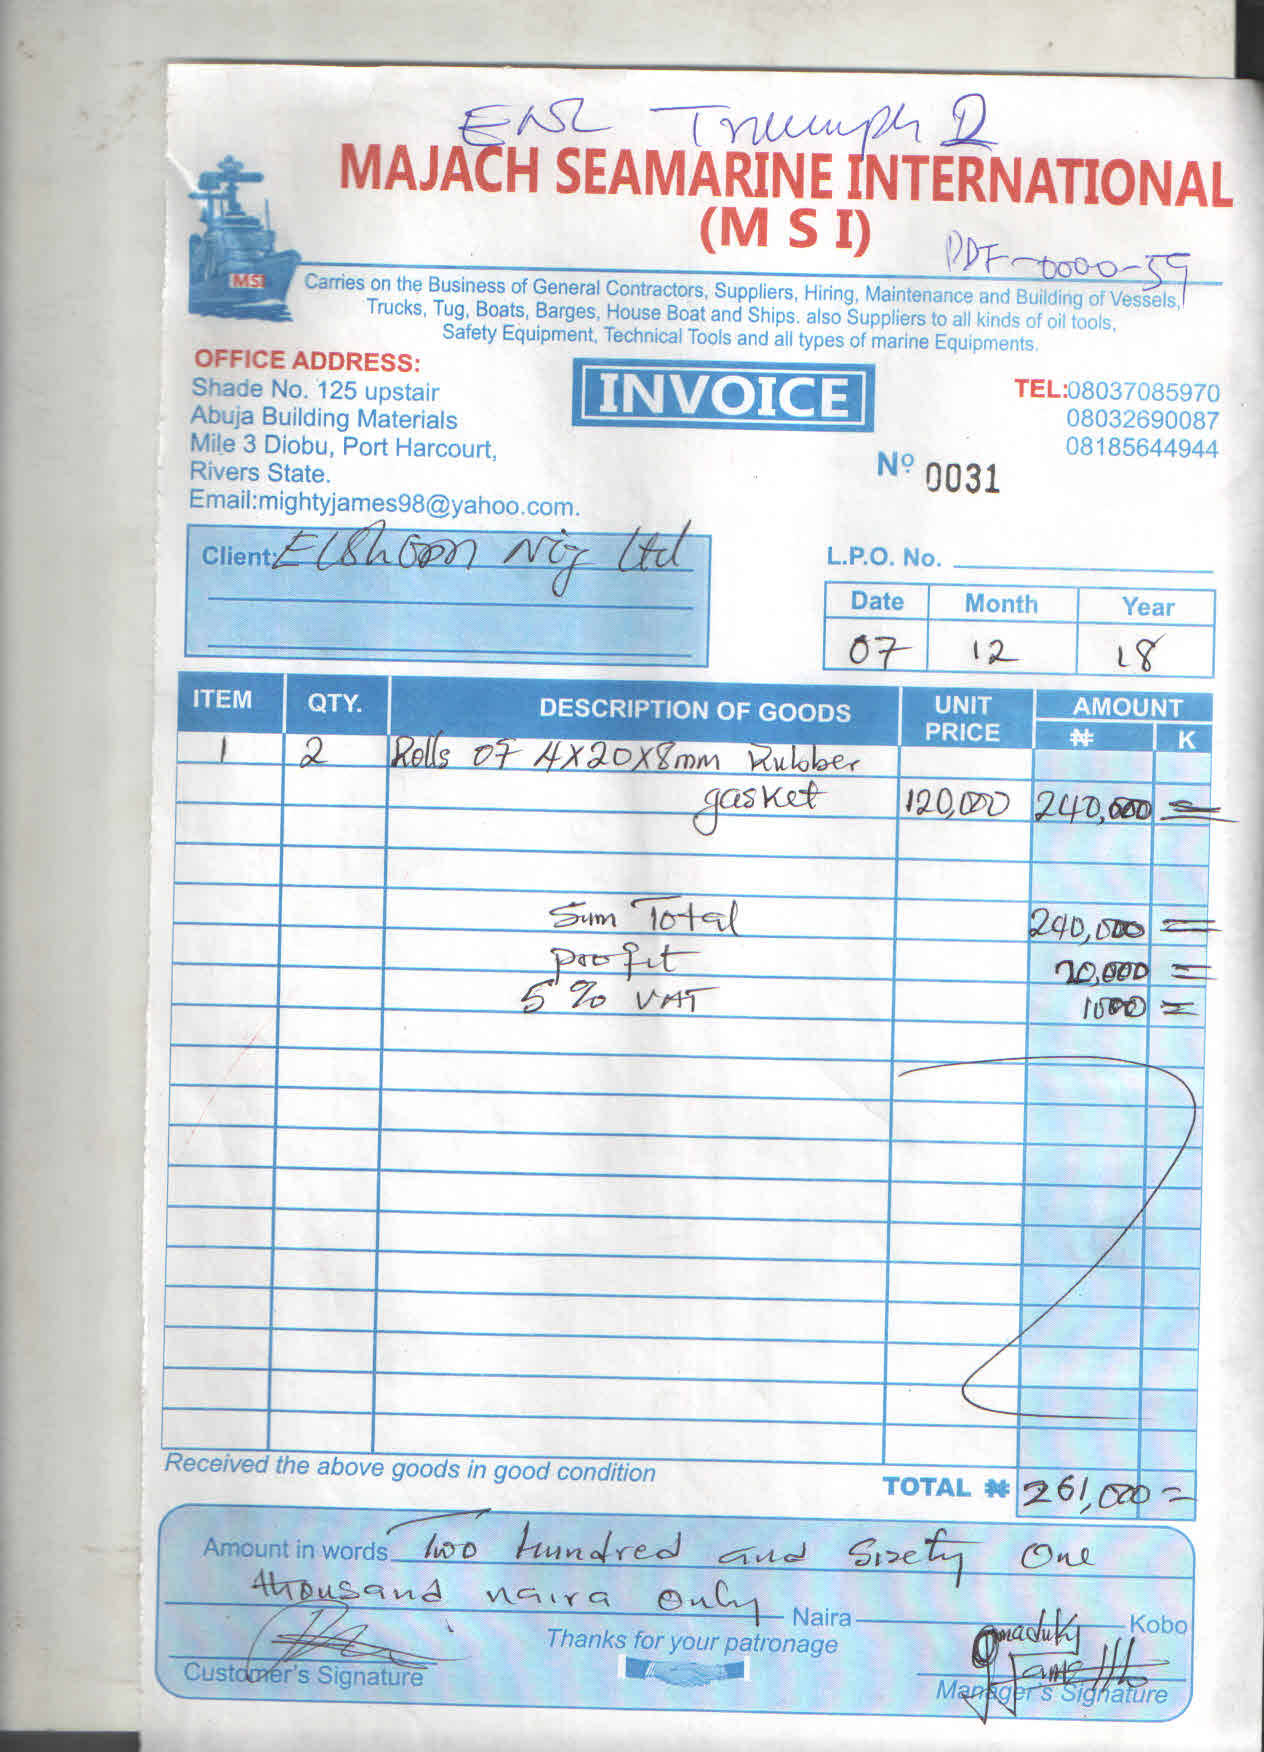 ENSL Triumph D
MAJACH SEAMARINE INTERNATIONAL
(M S I)
PDF-0000-59
MSI
Carries on the Business of General Contractors, Suppliers, Hiring, Maintenance and Building of Vessels,
Trucks, Tug, Boats, Barges, House Boat and Ships. also Suppliers to all kinds of oil tools,
Safety Equipment, Technical Tools and all types of marine Equipments.
OFFICE ADDRESS:
Shade No. 125 upstair
Abuja Building Materials
Mile 3 Diobu, Port Harcourt,
Rivers State.
Email:mightyjames98@yahoo.com.
INVOICE
TEL:08037085970
08032690087
08185644944
Nº 0031
Client: Elshcon Nig Ltd
L.P.O. No.
Date Month Year
07 12 18
ITEM QTY. DESCRIPTION OF GOODS UNIT PRICE AMOUNT
₦ K
1 2 Rolls OF 4X20X8mm Rubber
gasket 120,000 240,000 =
Sum Total 240,000 =
profit 20,000 =
5% VAT 1000 =
Received the above goods in good condition
TOTAL ₦ 261,000 =
Amount in words Two hundred and Sixety One
thousand naira Only Naira Kobo
Thanks for your patronage
Customer's Signature
Manager's Signature